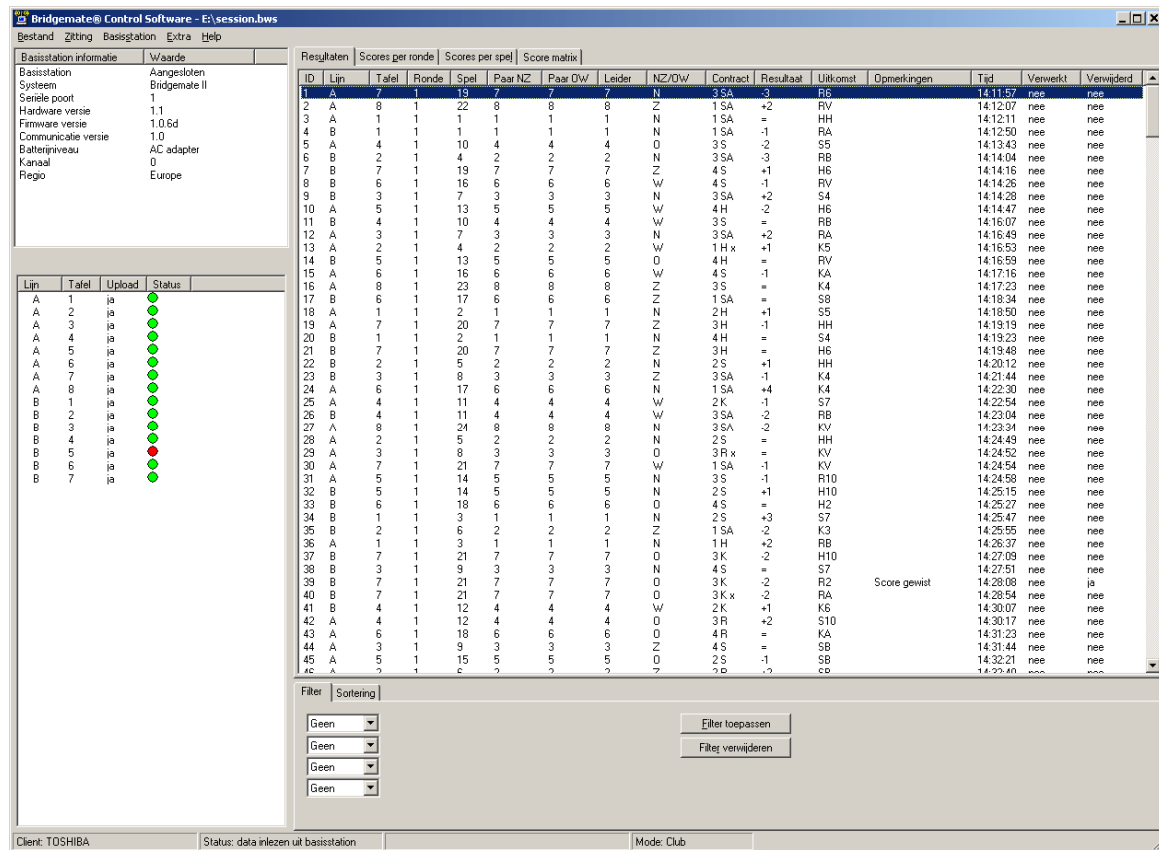 Bridgemate® Control Software - E:\session.bws
Bestand Zitting Basisstation Extra Help
Basisstation informatie Waarde
Basisstation Aangesloten
Systeem Bridgemate II
Seriële poort 1
Hardware versie 1.1
Firmware versie 1.0.6d
Communicatie versie 1.0
Batterijniveau AC adapter
Kanaal 0
Regio Europe
Lijn Tafel Upload Status
A 1 ja
A 2 ja
A 3 ja
A 4 ja
A 5 ja
A 6 ja
A 7 ja
A 8 ja
B 1 ja
B 2 ja
B 3 ja
B 4 ja
B 5 ja
B 6 ja
B 7 ja
Resultaten Scores per ronde Scores per spel Score matrix
ID Lijn Tafel Ronde Spel Paar NZ Paar OW Leider NZ/OW Contract Resultaat Uitkomst Opmerkingen Tijd Verwerkt Verwijderd
1 A 7 1 19 7 7 7 N 3 SA -3 R6 14:11:57 nee nee
2 A 8 1 22 8 8 8 Z 1 SA +2 RV 14:12:07 nee nee
3 A 1 1 1 1 1 1 N 1 SA = HH 14:12:11 nee nee
4 B 1 1 1 1 1 1 N 1 SA -1 RA 14:12:50 nee nee
5 A 4 1 10 4 4 4 O 3 S -2 S5 14:13:43 nee nee
6 B 2 1 4 2 2 2 N 3 SA -3 RB 14:14:04 nee nee
7 B 7 1 19 7 7 7 Z 4 S +1 H6 14:14:16 nee nee
8 B 6 1 16 6 6 6 W 4 S -1 RV 14:14:26 nee nee
9 B 3 1 7 3 3 3 N 3 SA +2 S4 14:14:28 nee nee
10 A 5 1 13 5 5 5 W 4 H -2 H6 14:14:47 nee nee
11 B 4 1 10 4 4 4 W 3 S = RB 14:16:07 nee nee
12 A 3 1 7 3 3 3 N 3 SA +2 RA 14:16:49 nee nee
13 A 2 1 4 2 2 2 W 1 H x +1 K5 14:16:53 nee nee
14 B 5 1 13 5 5 5 O 4 H = RV 14:16:59 nee nee
15 A 6 1 16 6 6 6 W 4 S -1 KA 14:17:16 nee nee
16 A 8 1 23 8 8 8 Z 3 S = K4 14:17:23 nee nee
17 B 6 1 17 6 6 6 Z 1 SA = S8 14:18:34 nee nee
18 A 1 1 2 1 1 1 N 2 H +1 S5 14:18:50 nee nee
19 A 7 1 20 7 7 7 Z 3 H -1 HH 14:19:19 nee nee
20 B 1 1 2 1 1 1 N 4 H = S4 14:19:23 nee nee
21 B 7 1 20 7 7 7 Z 3 H = H6 14:19:48 nee nee
22 B 2 1 5 2 2 2 N 2 S +1 HH 14:20:12 nee nee
23 B 3 1 8 3 3 3 Z 3 SA -1 K4 14:21:44 nee nee
24 A 6 1 17 6 6 6 N 1 SA +4 K4 14:22:30 nee nee
25 A 4 1 11 4 4 4 W 2 K -1 S7 14:22:54 nee nee
26 B 4 1 11 4 4 4 W 3 SA -2 RB 14:23:04 nee nee
27 A 8 1 24 8 8 8 N 3 SA -2 KV 14:23:34 nee nee
28 A 2 1 5 2 2 2 N 2 S = HH 14:24:49 nee nee
29 A 3 1 8 3 3 3 O 3 R x = KV 14:24:52 nee nee
30 A 7 1 21 7 7 7 W 1 SA -1 KV 14:24:54 nee nee
31 A 5 1 14 5 5 5 N 3 S -1 R10 14:24:58 nee nee
32 B 5 1 14 5 5 5 N 2 S +1 H10 14:25:15 nee nee
33 B 6 1 18 6 6 6 O 4 S = H2 14:25:27 nee nee
34 B 1 1 3 1 1 1 N 2 S +3 S7 14:25:47 nee nee
35 B 2 1 6 2 2 2 Z 1 SA -2 K3 14:25:55 nee nee
36 A 1 1 3 1 1 1 N 1 H +2 RB 14:26:37 nee nee
37 B 7 1 21 7 7 7 O 3 K -2 H10 14:27:09 nee nee
38 B 3 1 9 3 3 3 N 4 S = S7 14:27:51 nee nee
39 B 7 1 21 7 7 7 O 3 K -2 R2 Score gewist 14:28:08 nee ja
40 B 7 1 21 7 7 7 O 3 K x -2 RA 14:28:54 nee nee
41 B 4 1 12 4 4 4 W 2 K +1 K6 14:30:07 nee nee
42 A 4 1 12 4 4 4 O 3 R +2 S10 14:30:17 nee nee
43 A 6 1 18 6 6 6 O 4 R = KA 14:31:23 nee nee
44 A 3 1 9 3 3 3 Z 4 S = SB 14:31:44 nee nee
45 A 5 1 15 5 5 5 O 2 S -1 SB 14:32:21 nee nee
46 A 2 1 6 2 2 2 Z 2 R +2 SB 14:32:40 nee nee
Filter Sortering
Geen
Geen
Geen
Geen
Filter toepassen
Filter verwijderen
Client: TOSHIBA Status: data inlezen uit basisstation Mode: Club